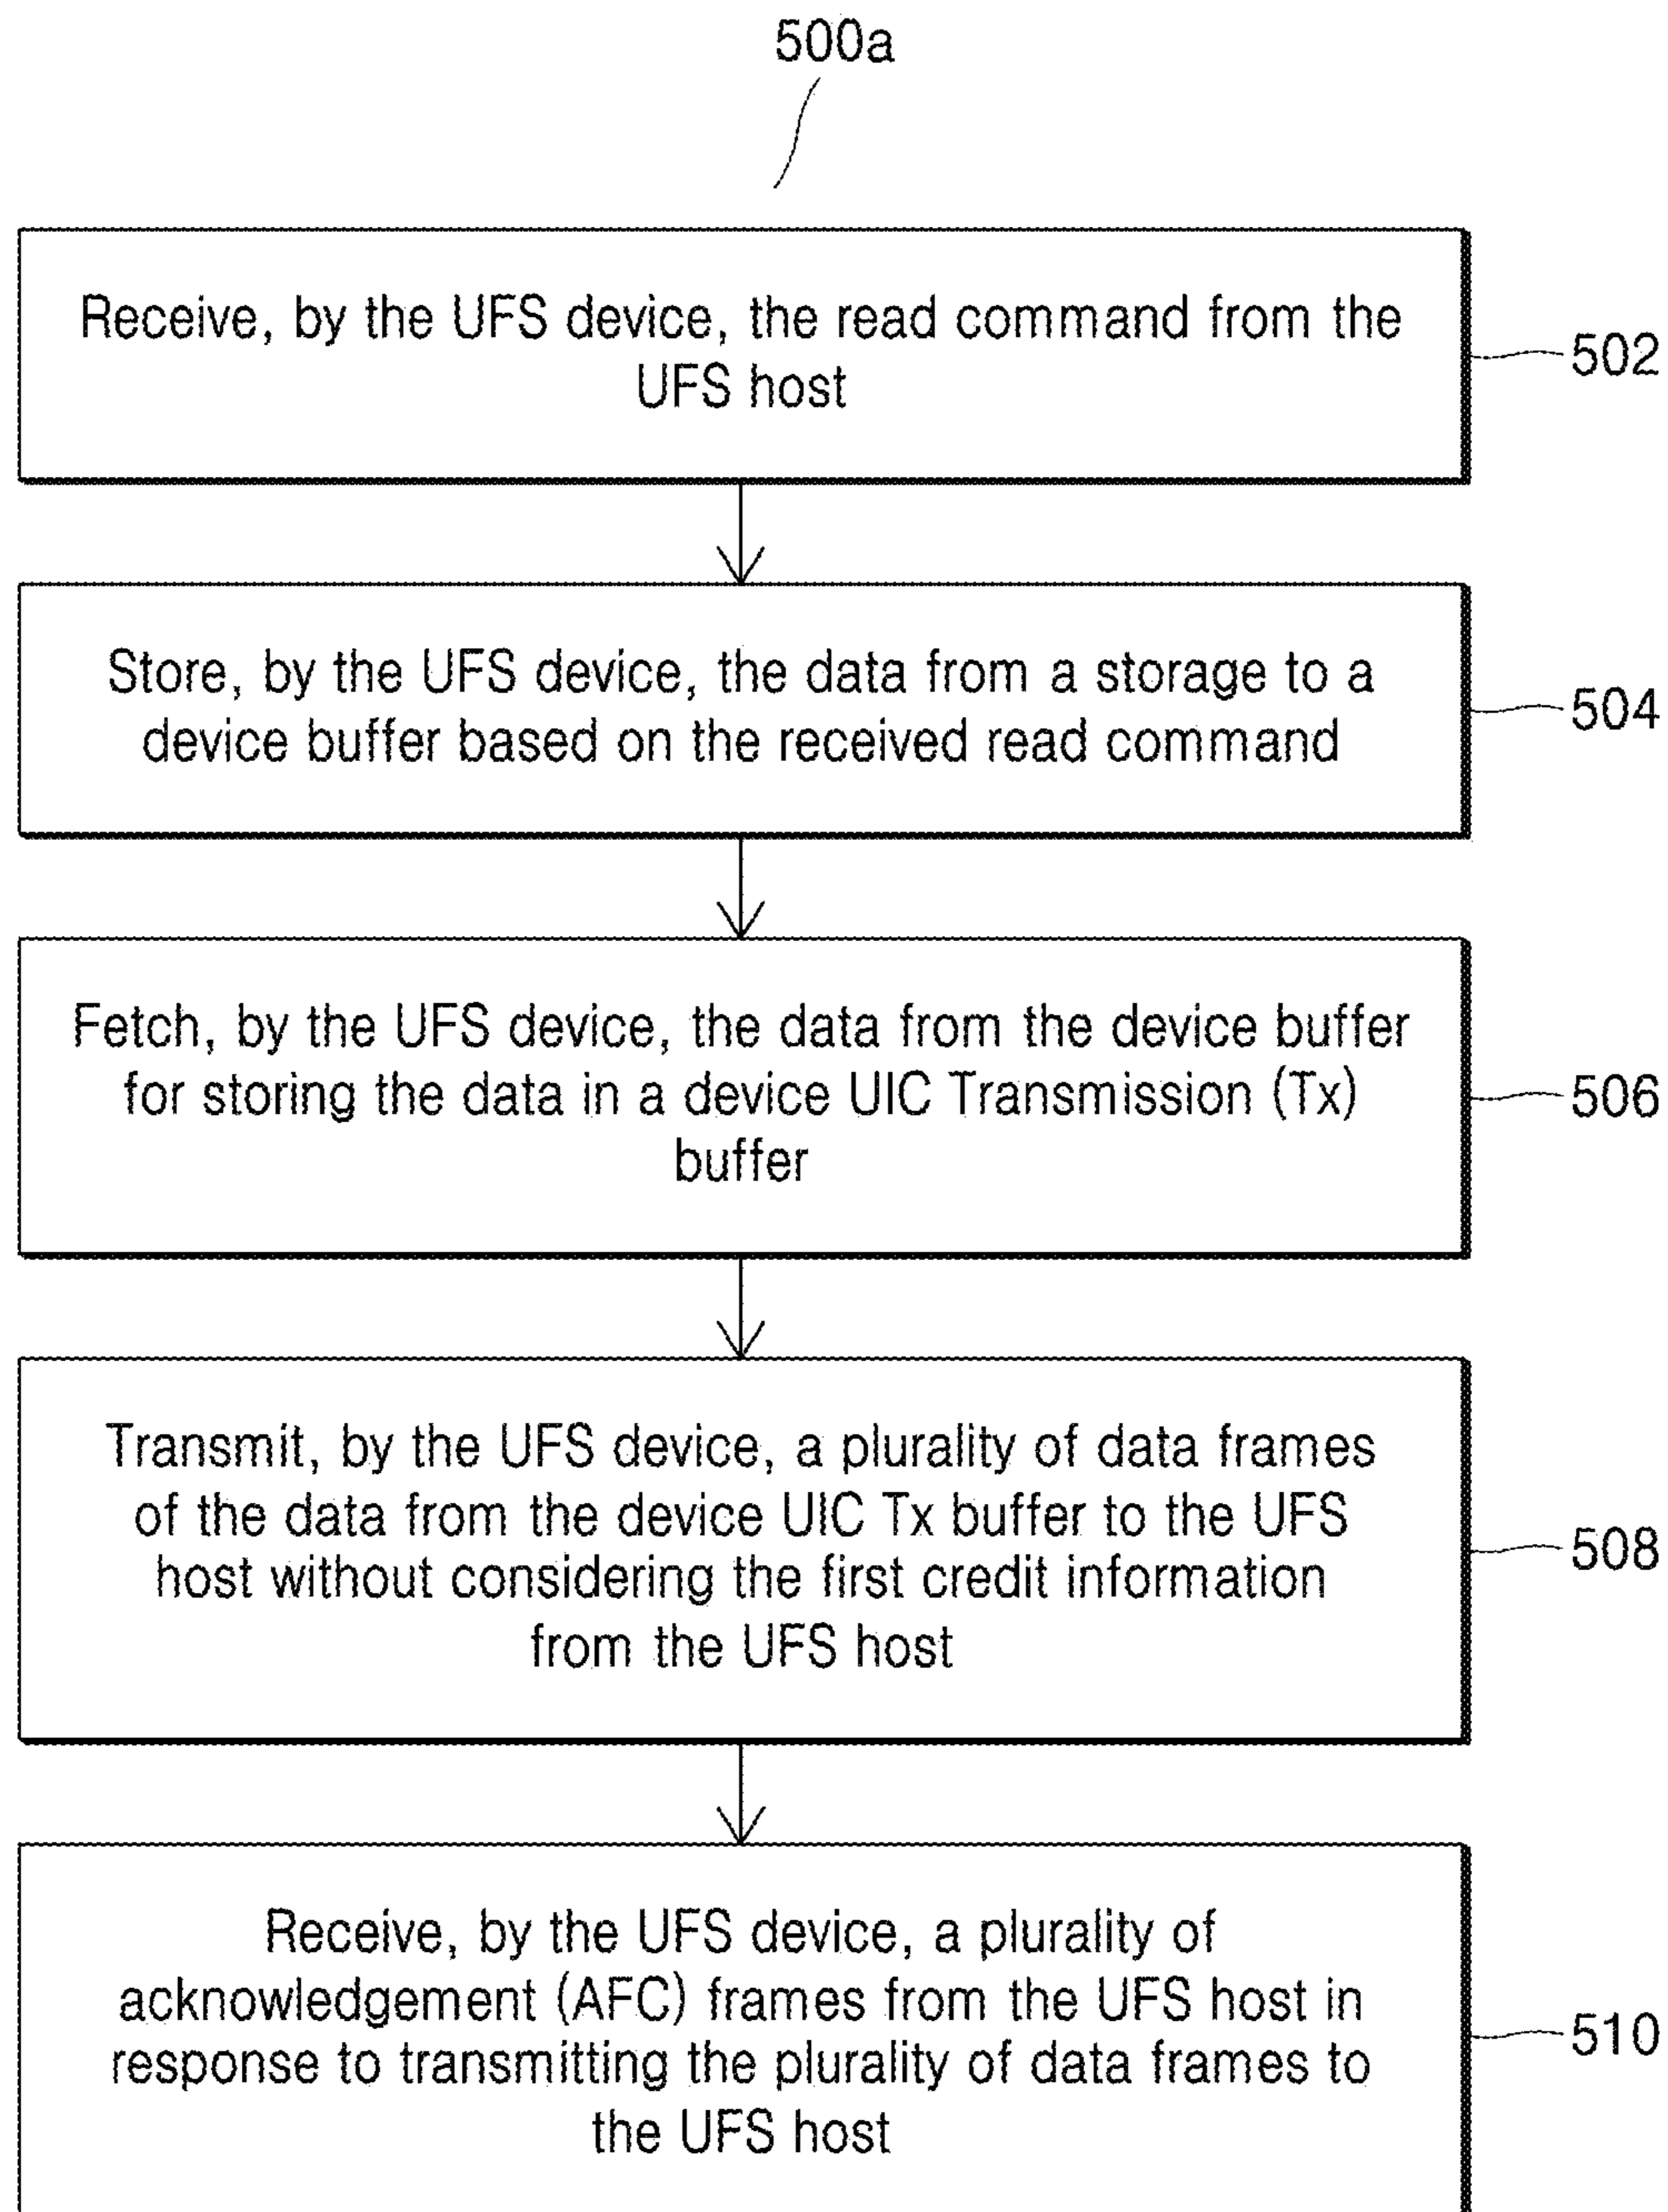 500a
Receive, by the UFS device, the read command from the
UFS host
502
Store, by the UFS device, the data from a storage to a
device buffer based on the received read command
504
Fetch, by the UFS device, the data from the device buffer
for storing the data in a device UIC Transmission (Tx)
buffer
506
Transmit, by the UFS device, a plurality of data frames
of the data from the device UIC Tx buffer to the UFS
host without considering the first credit information
from the UFS host
508
Receive, by the UFS device, a plurality of
acknowledgement (AFC) frames from the UFS host in
response to transmitting the plurality of data frames to
the UFS host
510